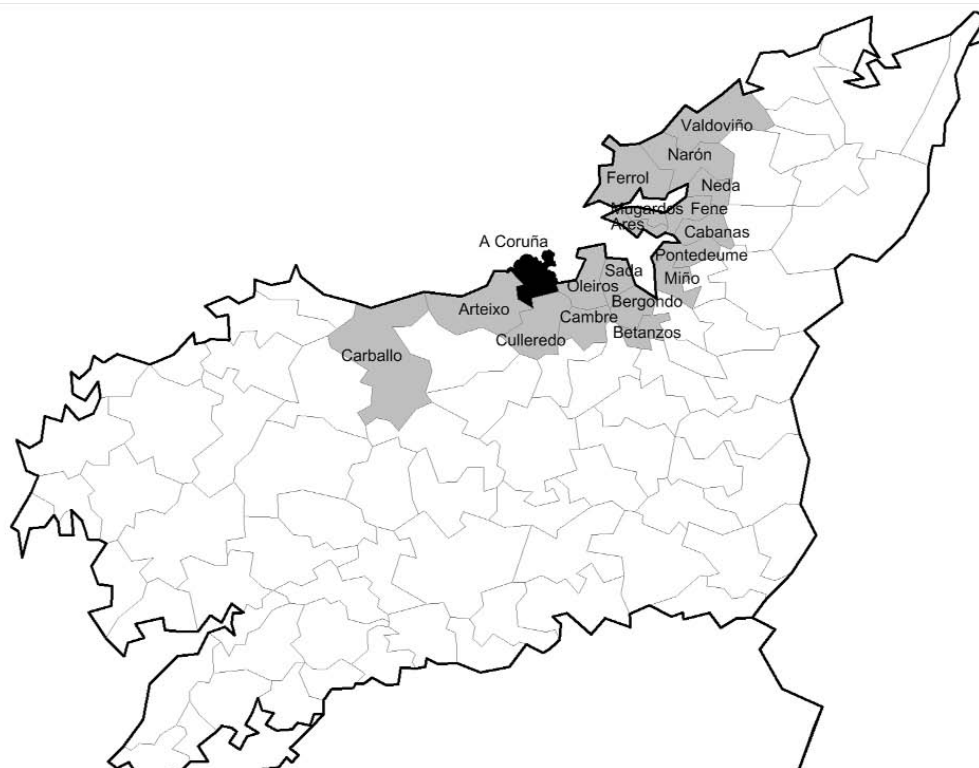 Valdoviño
Narón
Ferrol
Neda
Mugardos
Fene
Ares
Cabanas
A Coruña
Pontedeume
Sada
Miño
Oleiros
Bergondo
Arteixo
Cambre
Betanzos
Culleredo
Carballo